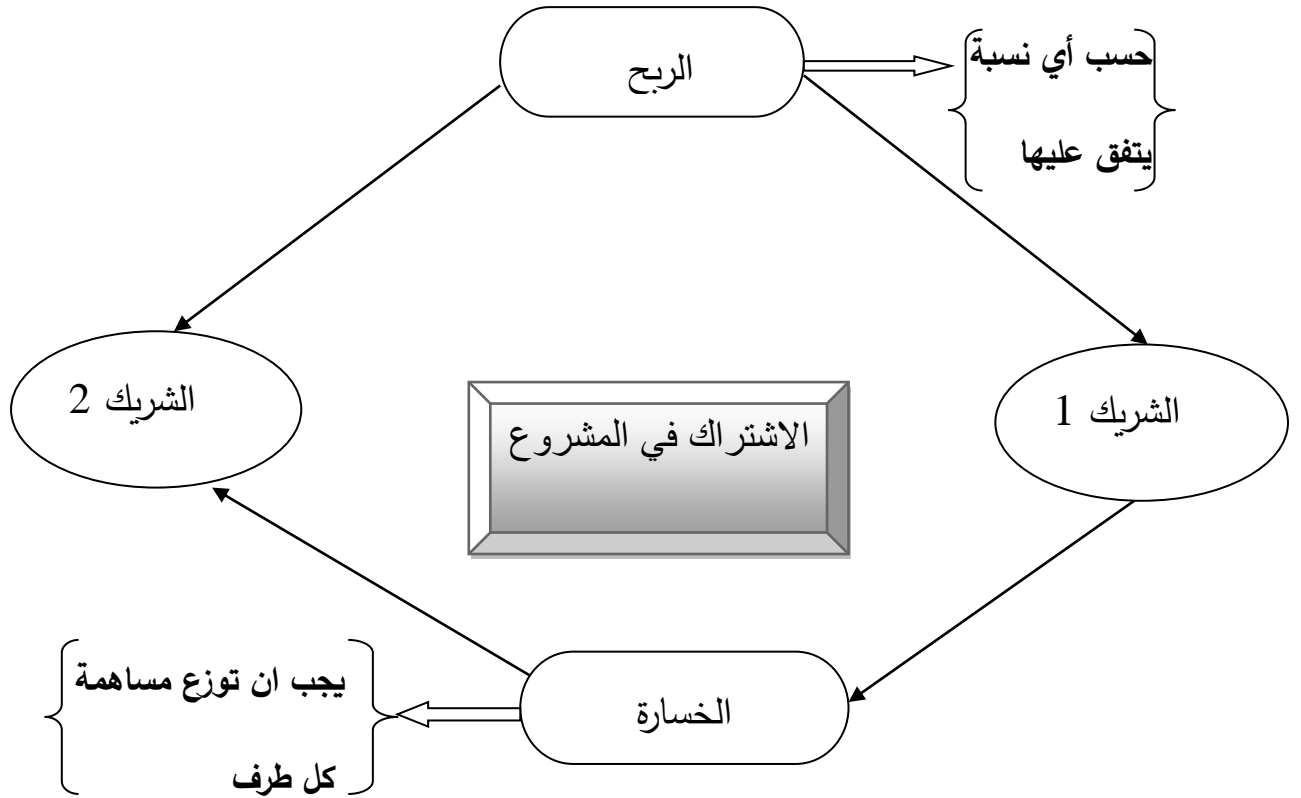 الربح
حسب أي نسبة
يتفق عليها
الشريك 1
الشريك 2
الاشتراك في المشروع
الخسارة
يجب ان توزع مساهمة
كل طرف